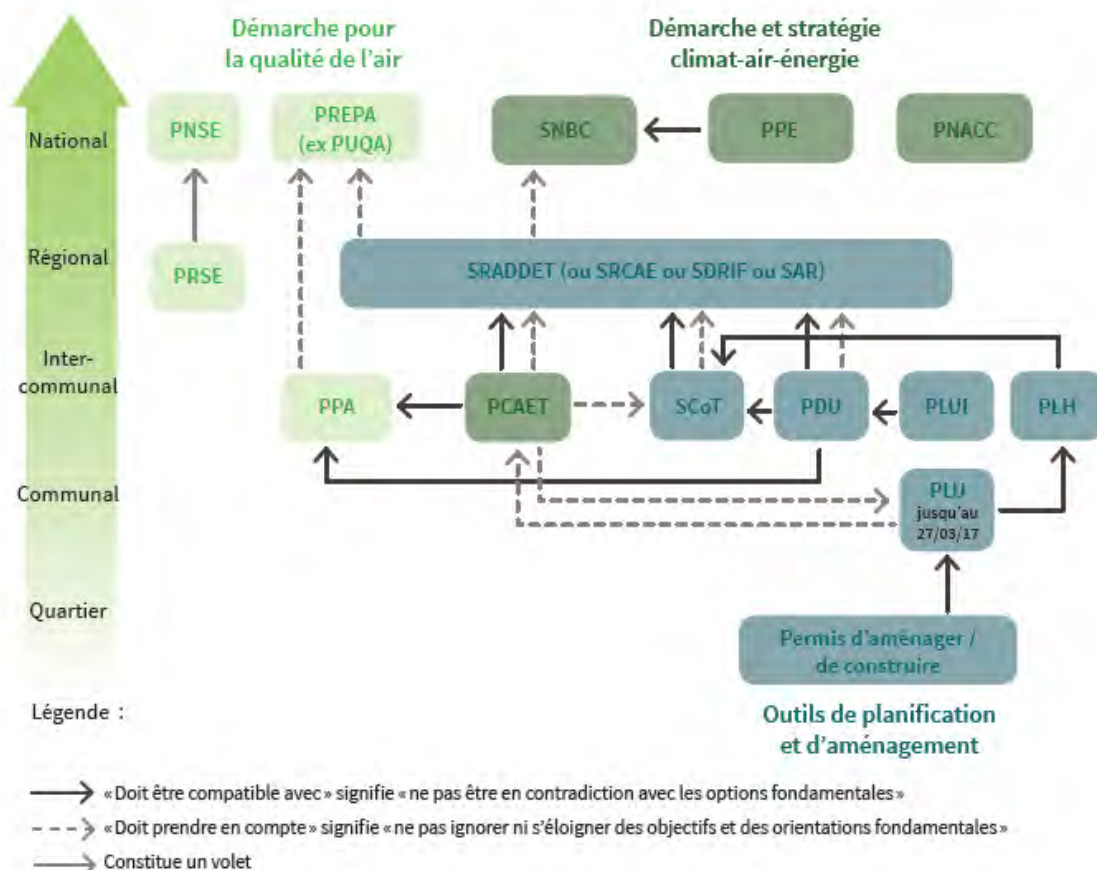 Démarche pour
la qualité de l'air
Démarche et stratégie
climat-air-énergie
National
PNSE
PREPA
(ex PUQA)
SNBC
PPE
PNACC
Régional
PRSE
SRADDET (ou SRCAE ou SDRIF ou SAR)
Inter-
communal
PPA
PCAET
SCoT
PDU
PLUI
PLH
Communal
PLU
jusqu'au
27/03/17
Quartier
Permis d'aménager /
de construire
Légende :
Outils de planification
et d'aménagement
« Doit être compatible avec » signifie « ne pas être en contradiction avec les options fondamentales »
« Doit prendre en compte » signifie « ne pas ignorer ni s'éloigner des objectifs et des orientations fondamentales »
Constitue un volet